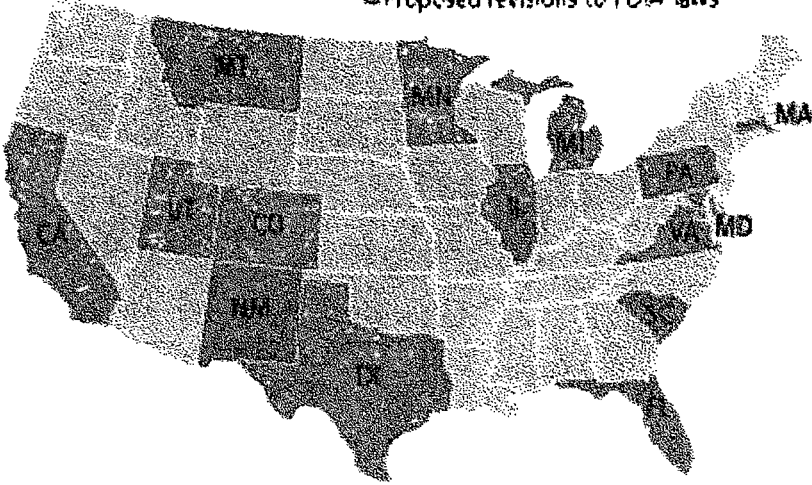 Proposed revisions to PDMP laws
MT
MN
MI
MA
PA
IL
UT
CO
CA
VA
MD
NM
SC
TX
FL